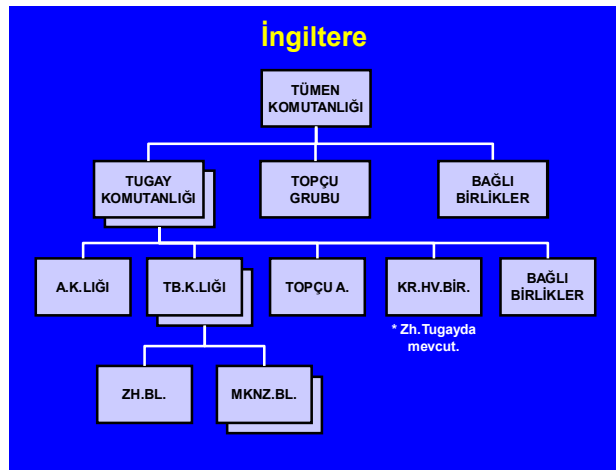 İngiltere
TÜMEN
KOMUTANLIĞI
TUGAY
KOMUTANLIĞI
TOPÇU
GRUBU
BAĞLI
BİRLİKLER
A.K.LIĞI
TB.K.LIĞI
TOPÇU A.
KR.HV.BİR.
BAĞLI
BİRLİKLER
* Zh.Tugayda
mevcut.
ZH.BL.
MKNZ.BL.